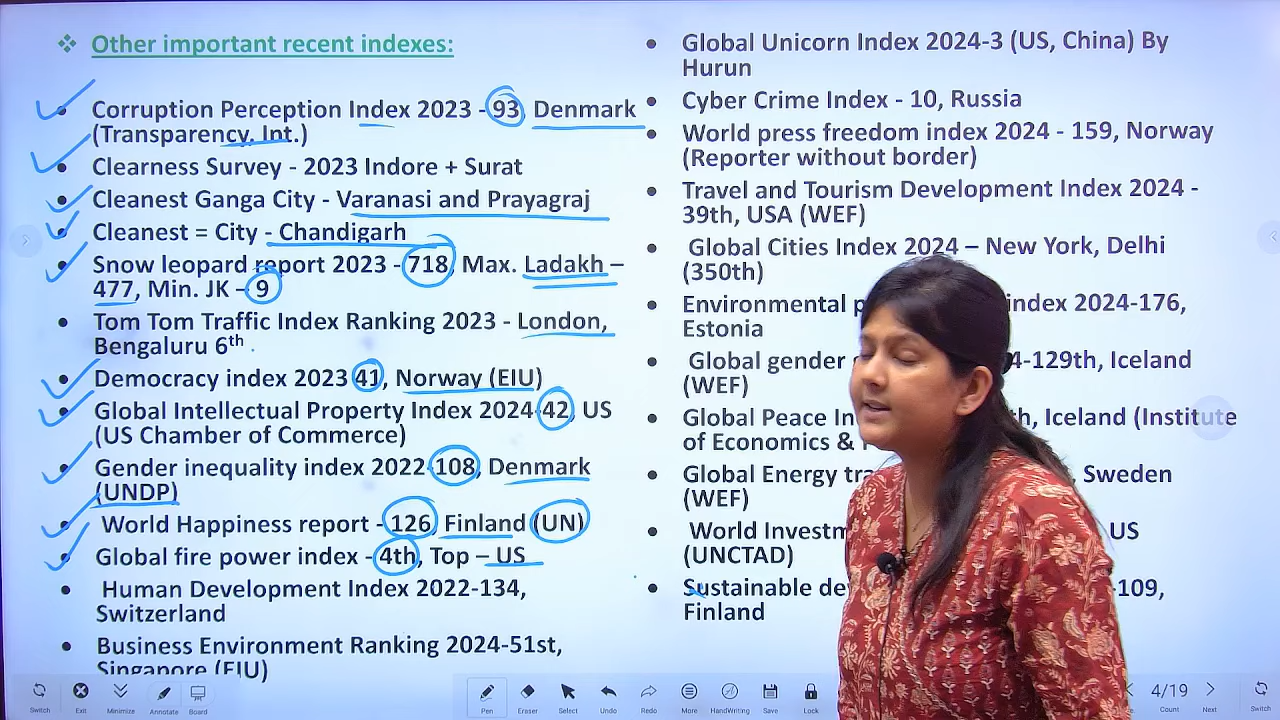 Other important recent indexes:
Corruption Perception Index 2023 - 93, Denmark
(Transparency. Int.)
Clearness Survey - 2023 Indore + Surat
Cleanest Ganga City - Varanasi and Prayagraj
Cleanest = City - Chandigarh
Snow leopard report 2023 - 718, Max. Ladakh –
477, Min. JK – 9
Tom Tom Traffic Index Ranking 2023 - London,
Bengaluru 6th
Democracy index 2023 41, Norway (EIU)
Global Intellectual Property Index 2024-42, US
(US Chamber of Commerce)
Gender inequality index 2022-108, Denmark
(UNDP)
World Happiness report - 126, Finland (UN)
Global fire power index - 4th, Top – US
Human Development Index 2022-134,
Switzerland
Business Environment Ranking 2024-51st,
Singapore (EIU)
Global Unicorn Index 2024-3 (US, China) By
Hurun
Cyber Crime Index - 10, Russia
World press freedom index 2024 - 159, Norway
(Reporter without border)
Travel and Tourism Development Index 2024 -
39th, USA (WEF)
Global Cities Index 2024 – New York, Delhi
(350th)
Environmental index 2024-176,
Estonia
Global gender 4-129th, Iceland
(WEF)
Global Peace Iceland (Institute
of Economics &
Global Energy Sweden
(WEF)
World US
(UNCTAD)
Sustainable -109,
Finland
Switch Exit Minimize Annotate Board Pen Eraser Select Undo Redo More HandWriting Save Lock 4/19 Count Next Switch